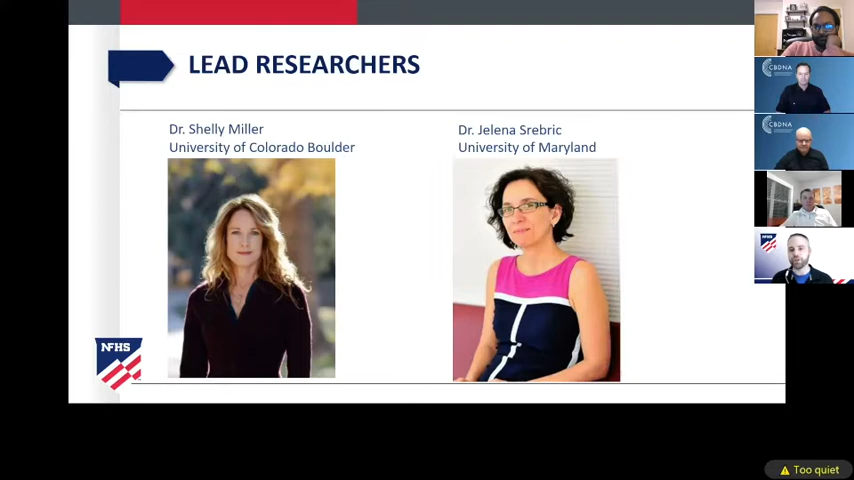 LEAD RESEARCHERS
Dr. Shelly Miller
University of Colorado Boulder
Dr. Jelena Srebric
University of Maryland
NFHS
CBDNA
CBDNA
NFHS
Too quiet